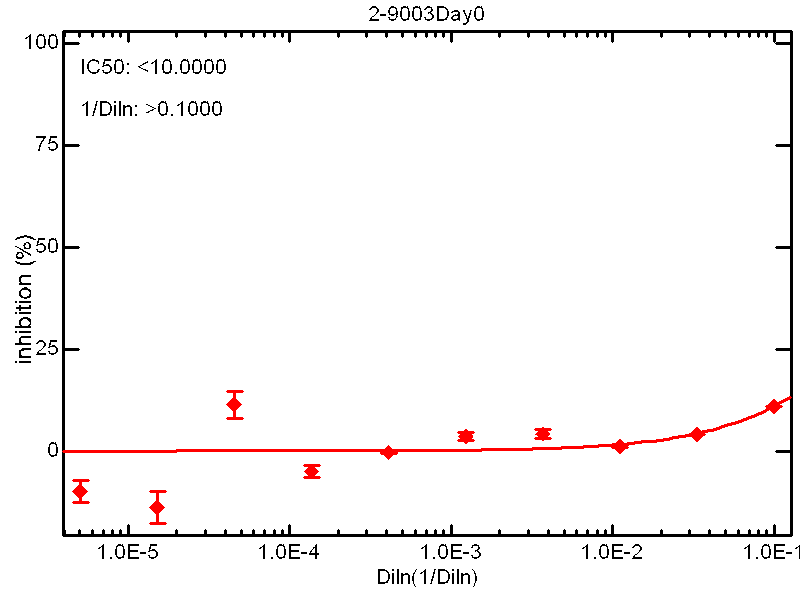 2-9003Day0
100
IC50: <10.0000
1/Diln: >0.1000
75
50
25
0
inhibition (%)
1.0E-5 1.0E-4 1.0E-3 1.0E-2 1.0E-1
Diln(1/Diln)